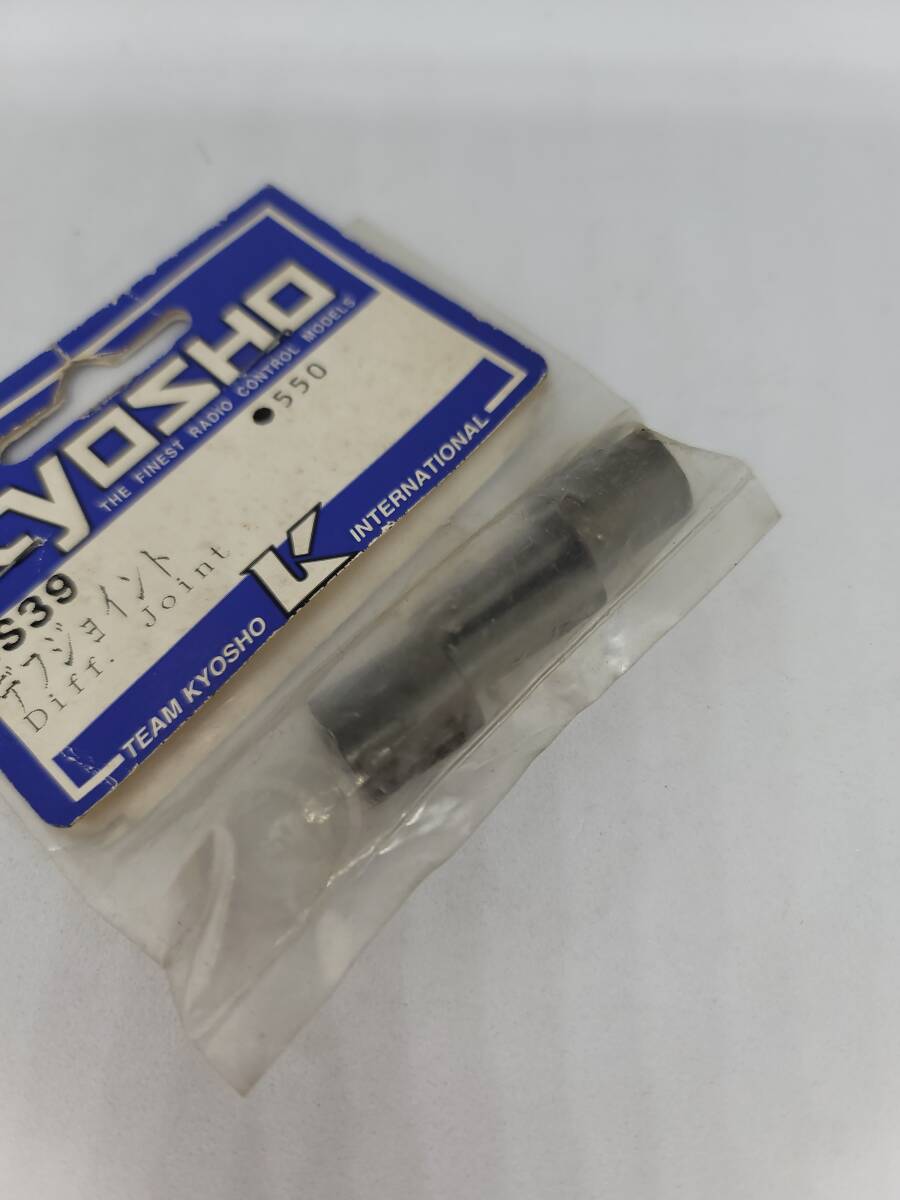 KYOSHO
THE FINEST RADIO CONTROL MODELS
●550
S39
デフジョイント
Diff. Joint
TEAM KYOSHO K INTERNATIONAL